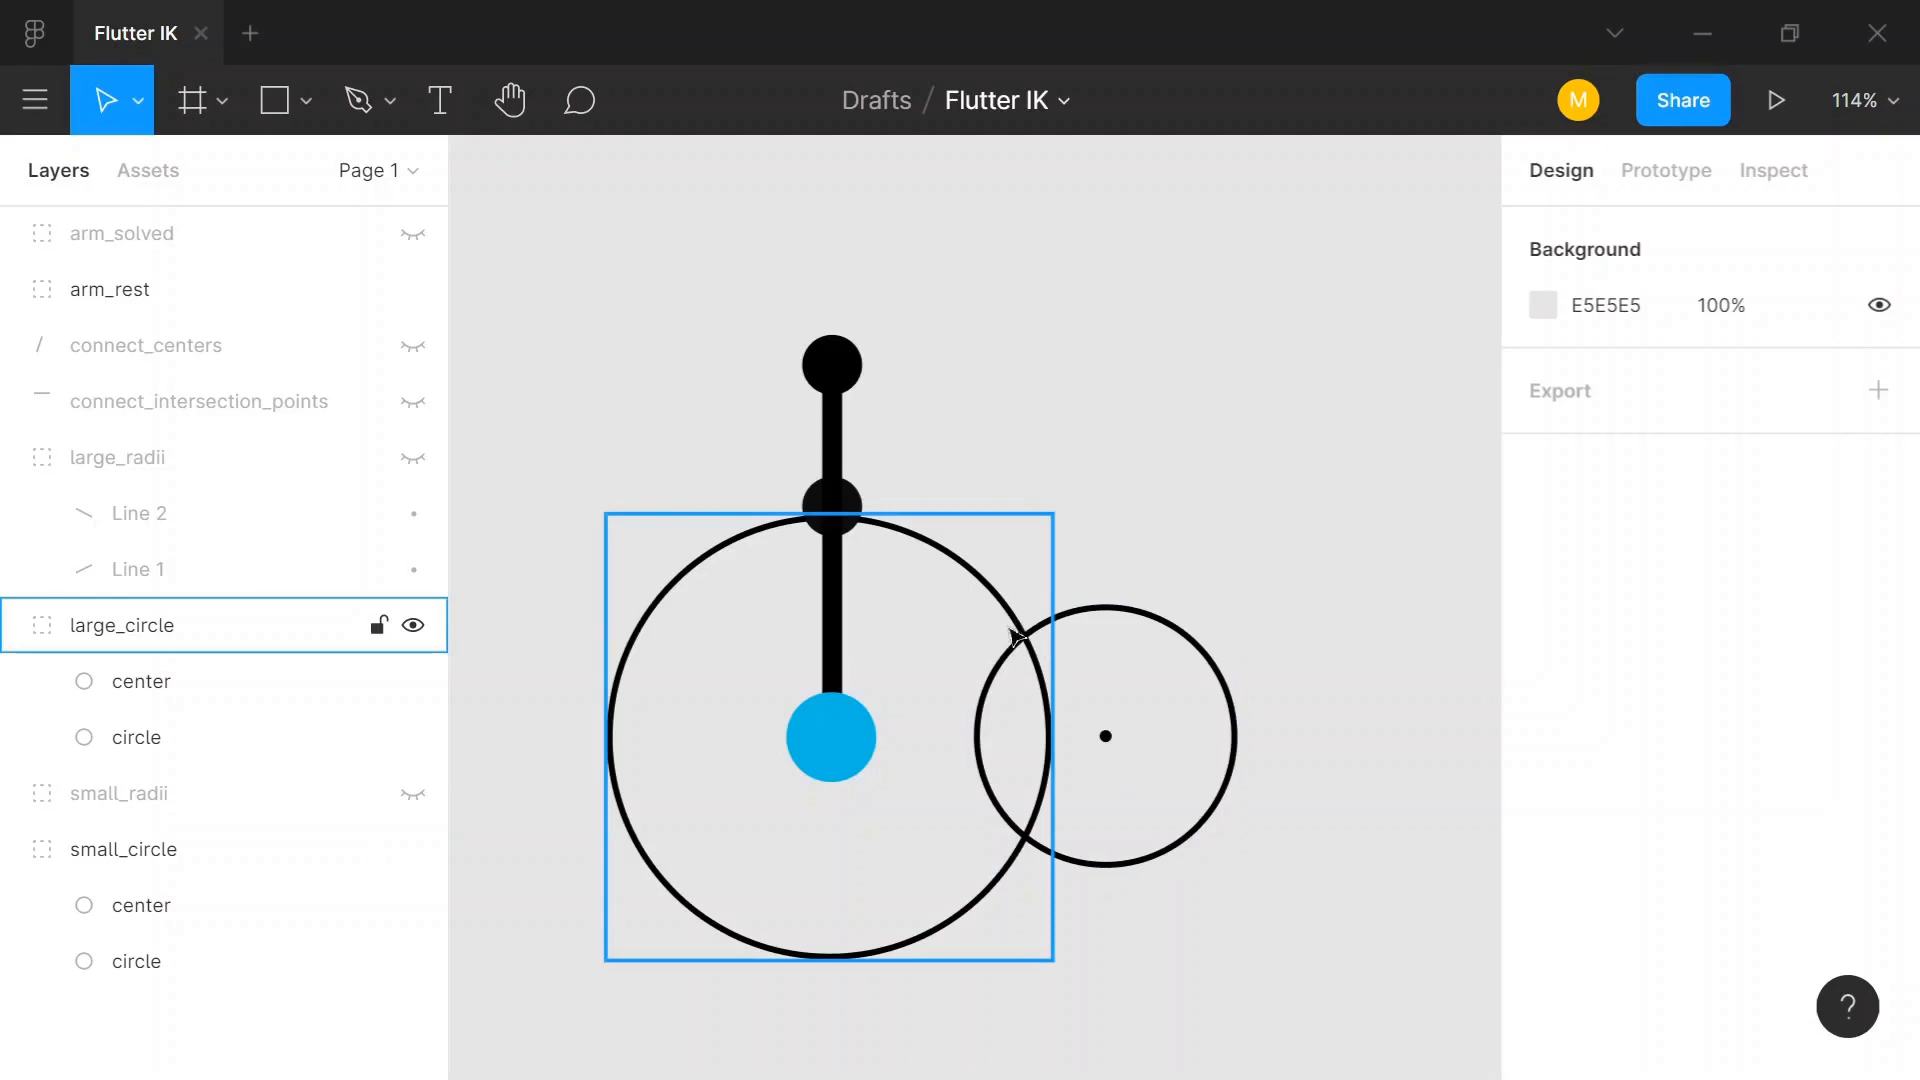 Flutter IK
Drafts / Flutter IK
M
Share
114%
Layers
Assets
Page 1
Design
Prototype
Inspect
arm_solved
arm_rest
connect_centers
connect_intersection_points
large_radii
Line 2
Line 1
large_circle
center
circle
small_radii
small_circle
center
circle
Background
E5E5E5
100%
Export
?